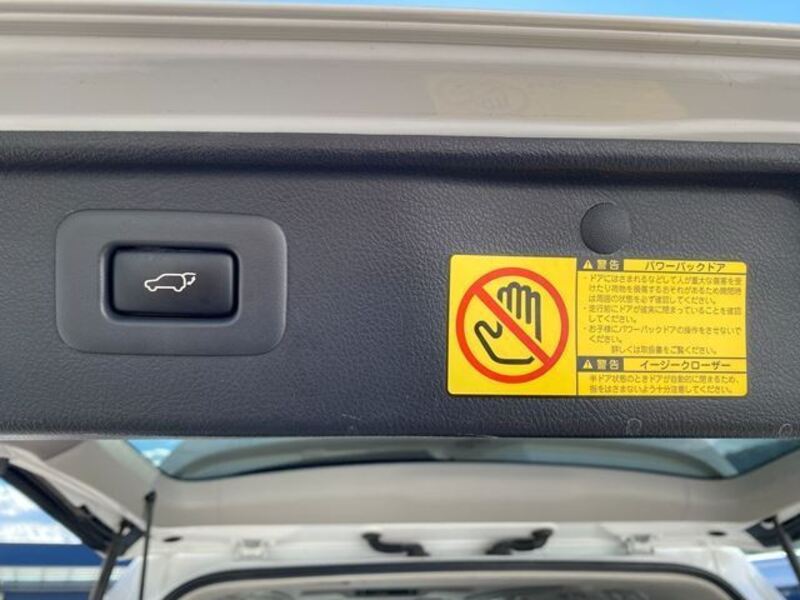 警告 パワーバックドア
・ドアにはさまれるなどして人が重大な傷害を受
けたり荷物を損傷するおそれがあるため開閉時
は周囲の状態を必ず確認してください。
・走行前にドアが確実に閉まっていることを確認
してください。
・お子様にパワーバックドアの操作をさせないで
ください。
詳しくは取扱書をご覧ください。
警告 イージークローザー
半ドア状態のときドアが自動的に閉まるため、
指をはさまないよう十分注意してください。